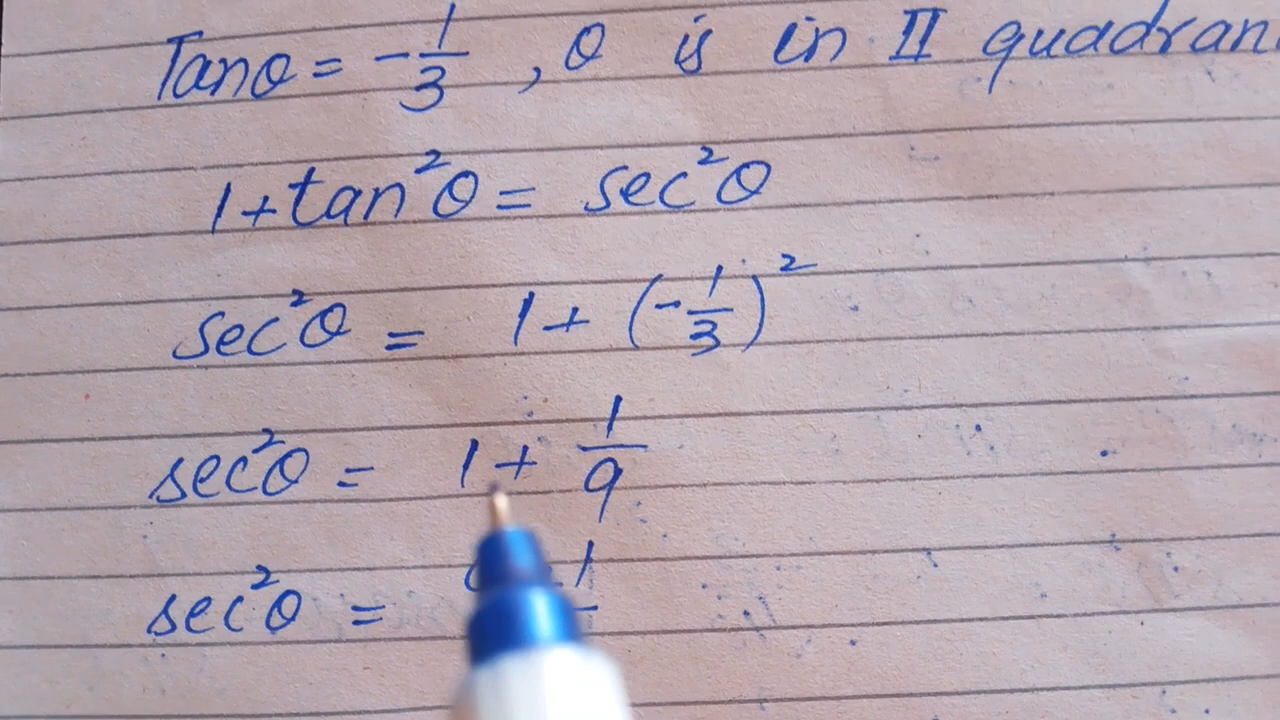 Tanθ = -1/3, θ is in II quadran
1+tan²θ = sec²θ
sec²θ = 1+(-1/3)²
sec²θ = 1+1/9
sec²θ =